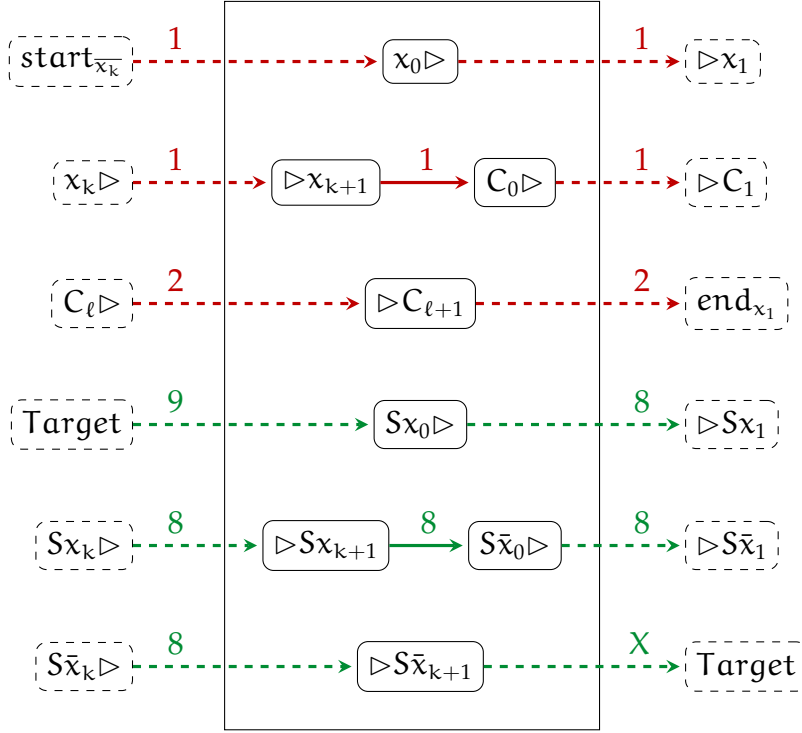 1 1
start_{\overline{x_k}} x_0▷ ▷x_1
1 1 1
x_k▷ ▷x_{k+1} C_0▷ ▷C_1
2 2
C_ℓ▷ ▷C_{ℓ+1} end_{x_1}
9 8
Target Sx_0▷ ▷Sx_1
8 8 8
Sx_k▷ ▷Sx_{k+1} Sx̄_0▷ ▷Sx̄_1
8 X
Sx̄_k▷ ▷Sx̄_{k+1} Target